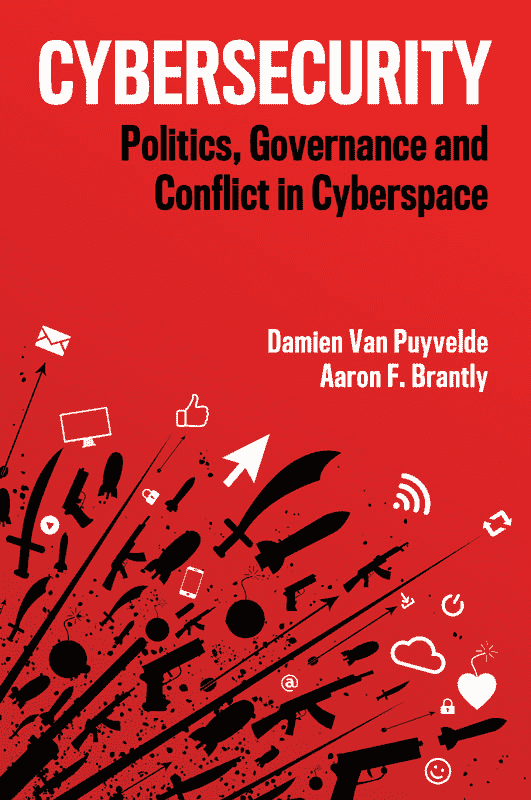 CYBERSECURITY
Politics, Governance and
Conflict in Cyberspace
Damien Van Puyvelde
Aaron F. Brantly
@